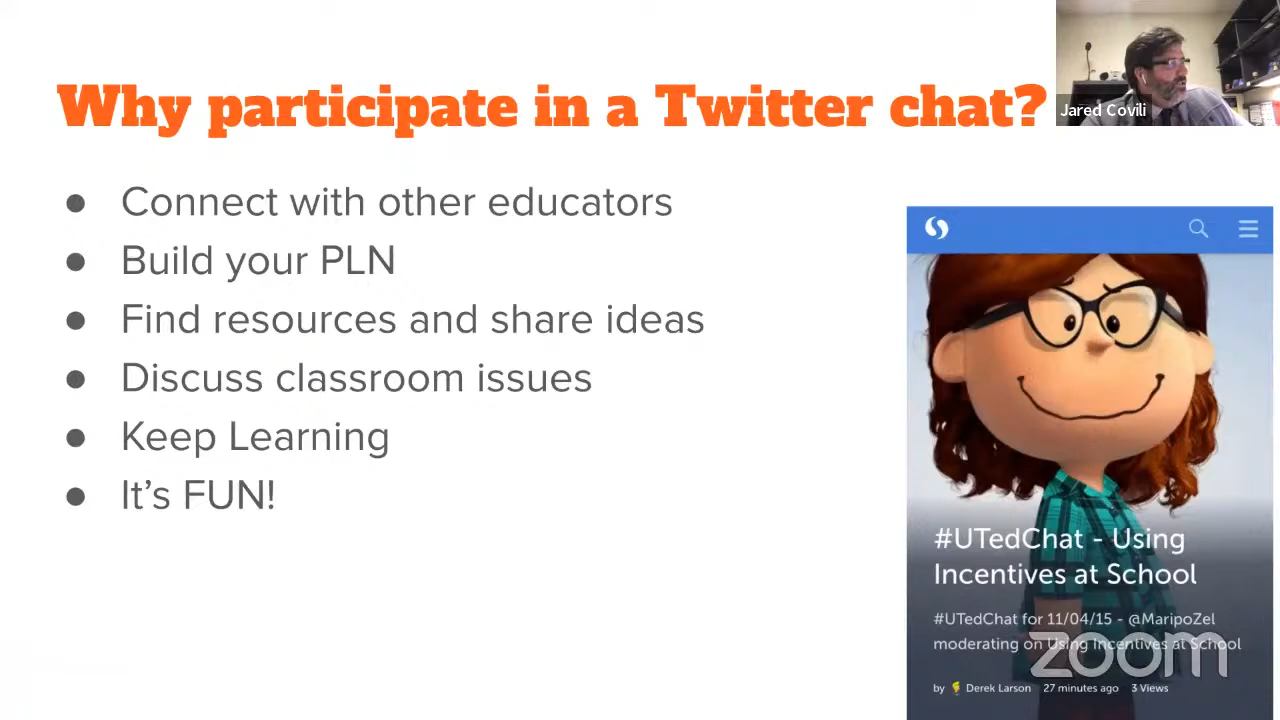 Why participate in a Twitter chat?
Jared Covili
● Connect with other educators
● Build your PLN
● Find resources and share ideas
● Discuss classroom issues
● Keep Learning
● It's FUN!
#UTedChat - Using
Incentives at School
#UTedChat for 11/04/15 - @MaripoZel
moderating on Using Incentives at School
zoom
by Derek Larson 27 minutes ago 3 Views